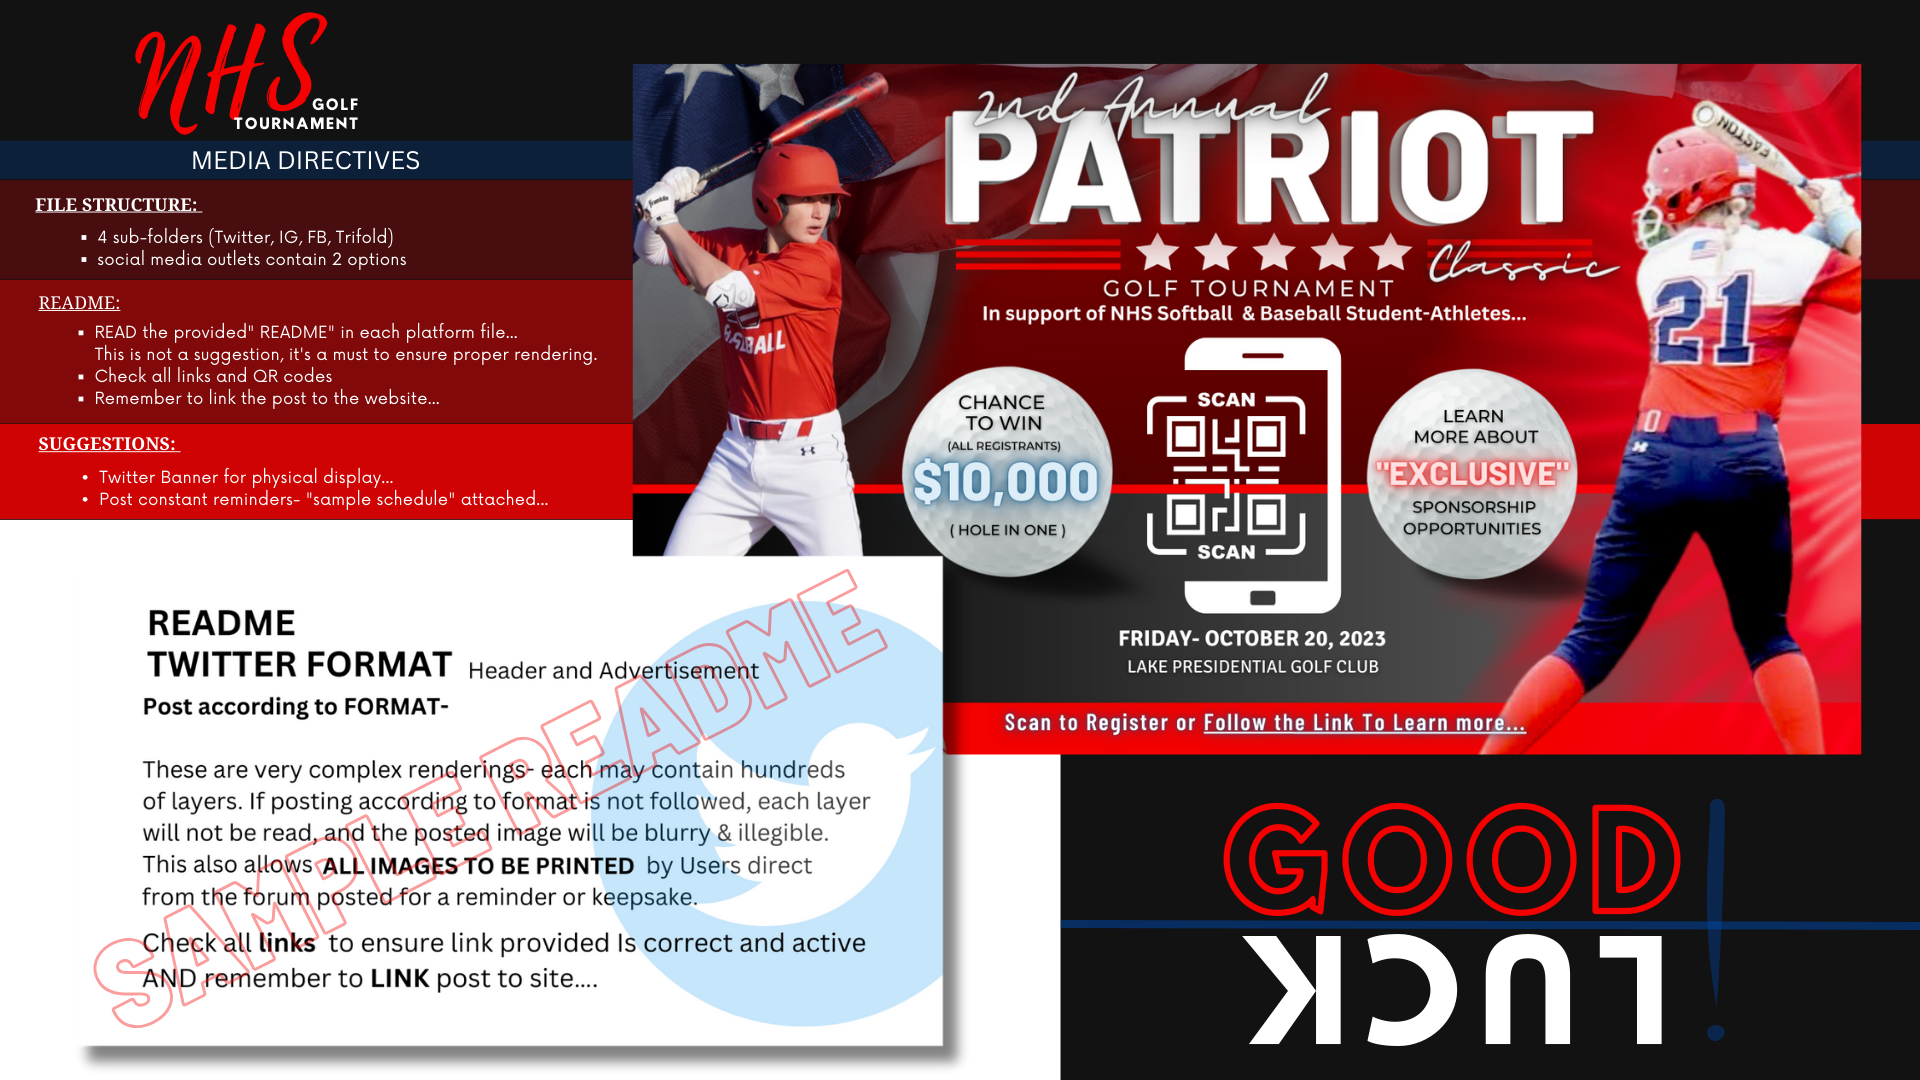 NHS
GOLF
TOURNAMENT
MEDIA DIRECTIVES
FILE STRUCTURE:
▪ 4 sub-folders (Twitter, IG, FB, Trifold)
▪ social media outlets contain 2 options
README:
▪ READ the provided" README" in each platform file...
This is not a suggestion, it's a must to ensure proper rendering.
▪ Check all links and QR codes
▪ Remember to link the post to the website...
SUGGESTIONS:
• Twitter Banner for physical display...
• Post constant reminders- "sample schedule" attached...
2nd Annual
PATRIOT
Classic
GOLF TOURNAMENT
In support of NHS Softball & Baseball Student-Athletes...
CHANCE
TO WIN
(ALL REGISTRANTS)
$10,000
( HOLE IN ONE )
SCAN
SCAN
LEARN
MORE ABOUT
"EXCLUSIVE"
SPONSORSHIP
OPPORTUNITIES
FRIDAY- OCTOBER 20, 2023
LAKE PRESIDENTIAL GOLF CLUB
Scan to Register or Follow the Link To Learn more...
EASTON
21
0
Franklin
README
TWITTER FORMAT Header and Advertisement
Post according to FORMAT-
These are very complex renderings- each may contain hundreds
of layers. If posting according to format is not followed, each layer
will not be read, and the posted image will be blurry & illegible.
This also allows ALL IMAGES TO BE PRINTED by Users direct
from the forum posted for a reminder or keepsake.
Check all links to ensure link provided Is correct and active
AND remember to LINK post to site....
SAMPLE README
GOOD
LUCK
!